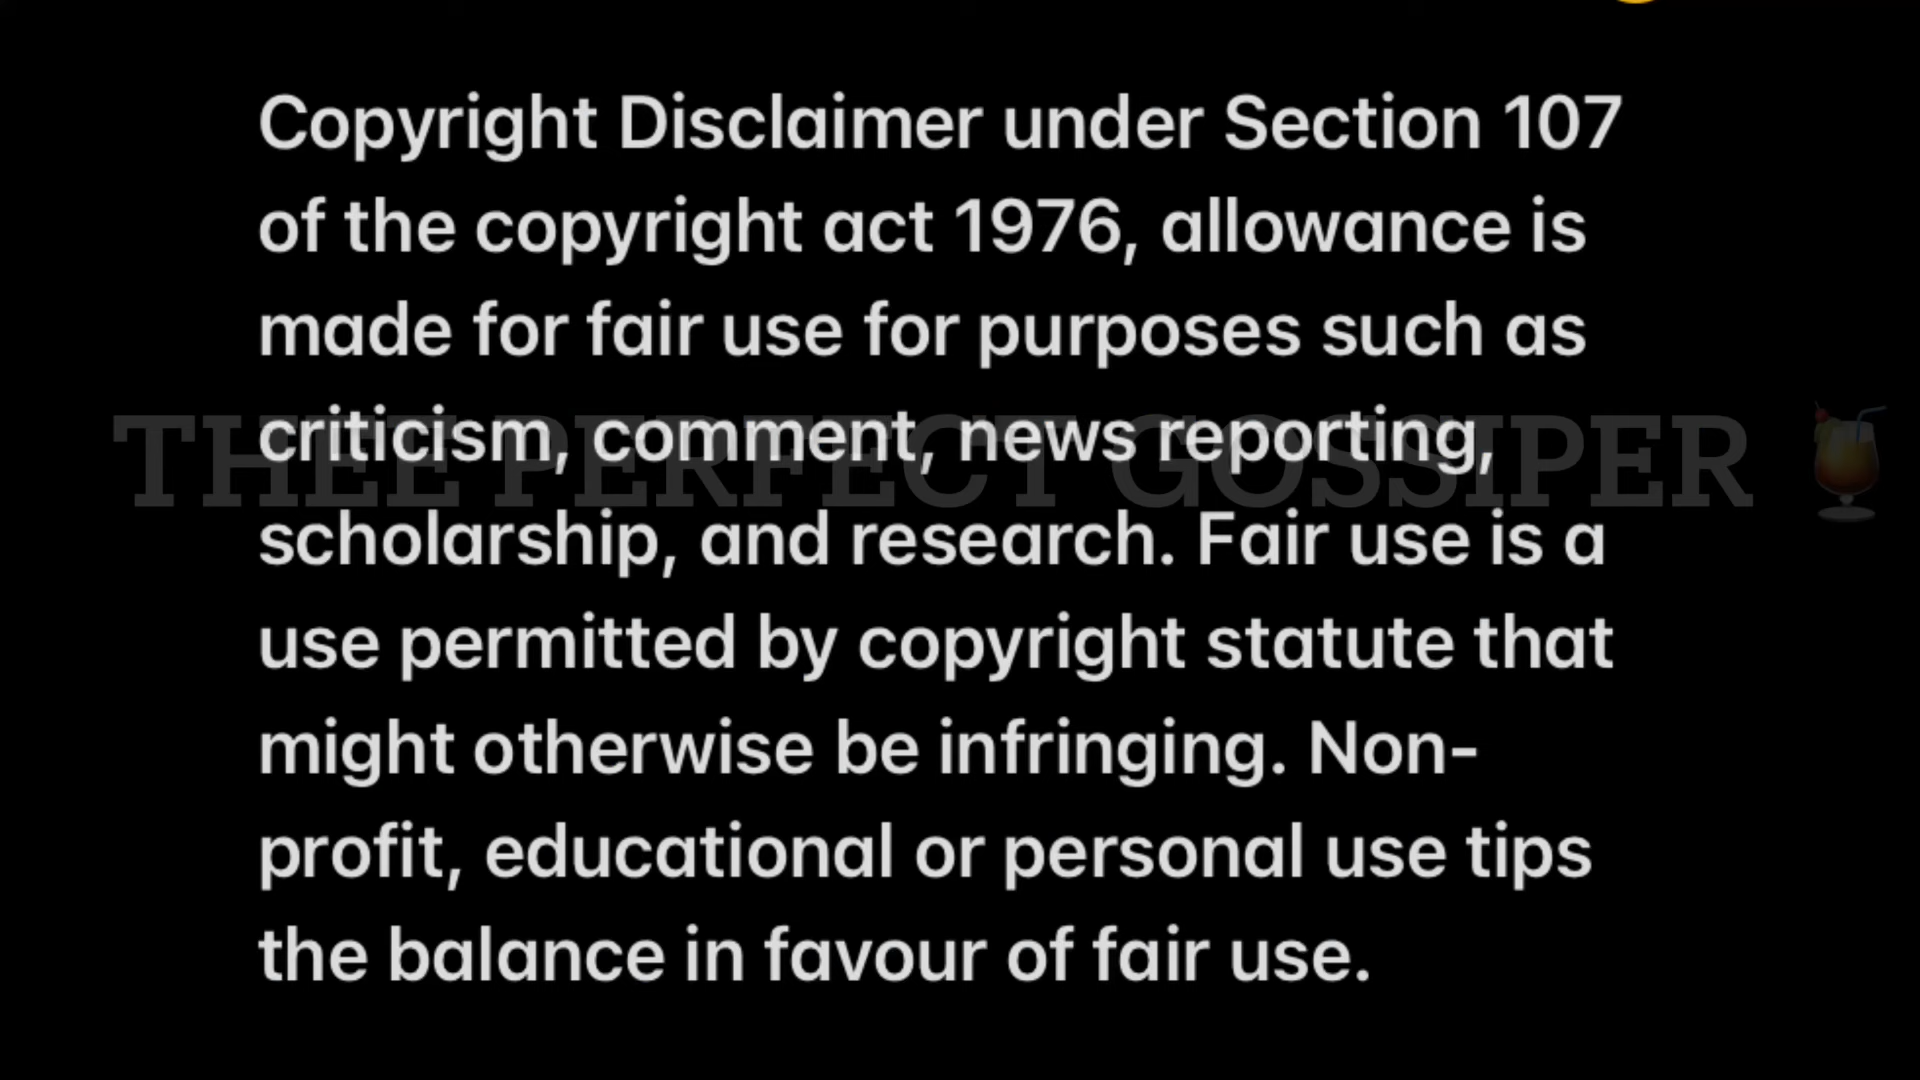 Copyright Disclaimer under Section 107
of the copyright act 1976, allowance is
made for fair use for purposes such as
criticism, comment, news reporting,
THEE PERFECT GOSSIPER
scholarship, and research. Fair use is a
use permitted by copyright statute that
might otherwise be infringing. Non-
profit, educational or personal use tips
the balance in favour of fair use.